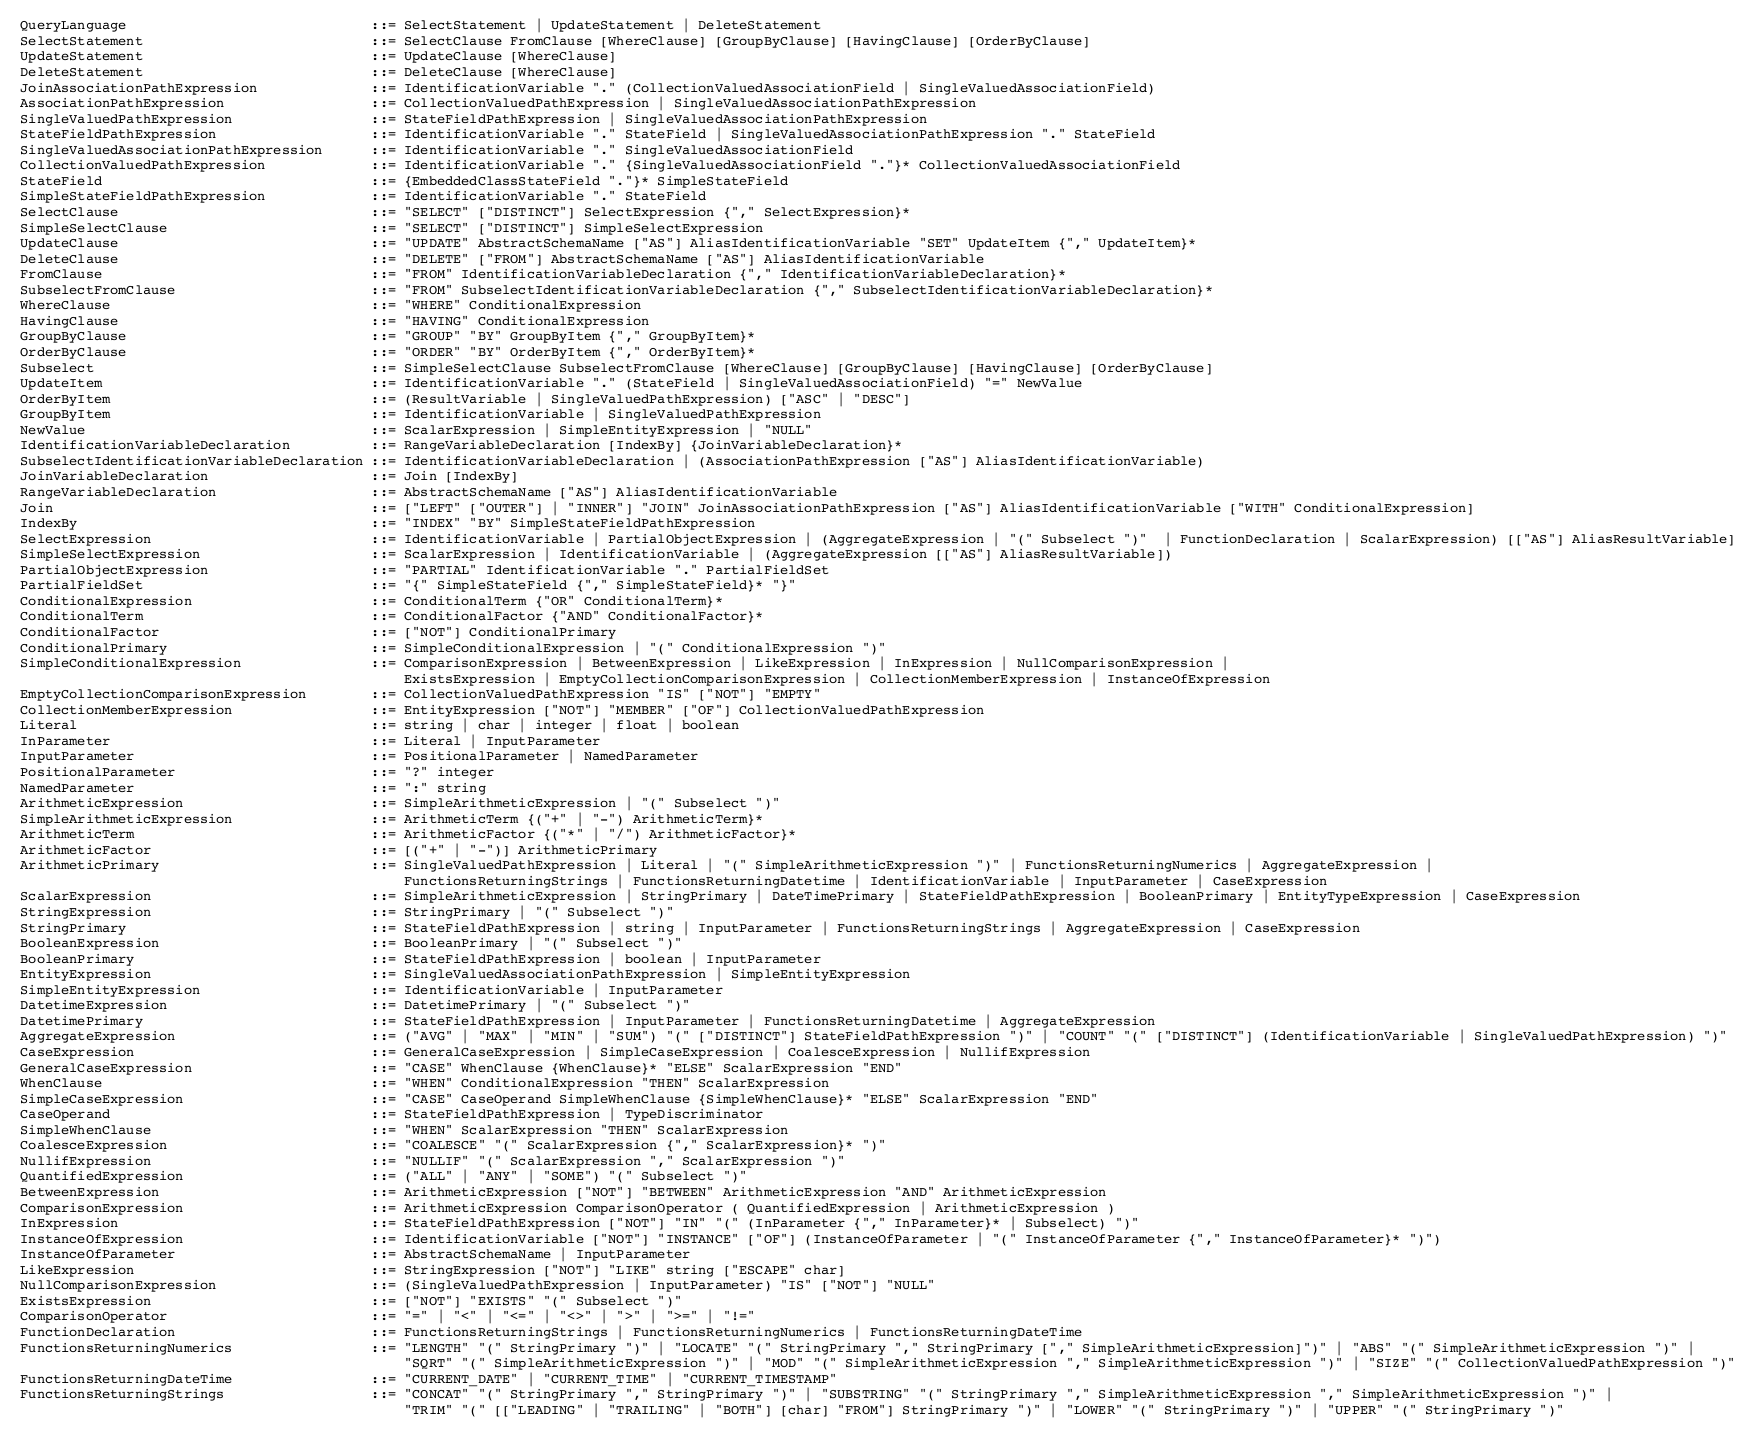 QueryLanguage ::= SelectStatement | UpdateStatement | DeleteStatement
SelectStatement ::= SelectClause FromClause [WhereClause] [GroupByClause] [HavingClause] [OrderByClause]
UpdateStatement ::= UpdateClause [WhereClause]
DeleteStatement ::= DeleteClause [WhereClause]
JoinAssociationPathExpression ::= IdentificationVariable "." (CollectionValuedAssociationField | SingleValuedAssociationField)
AssociationPathExpression ::= CollectionValuedPathExpression | SingleValuedAssociationPathExpression
SingleValuedPathExpression ::= StateFieldPathExpression | SingleValuedAssociationPathExpression
StateFieldPathExpression ::= IdentificationVariable "." StateField | SingleValuedAssociationPathExpression "." StateField
SingleValuedAssociationPathExpression ::= IdentificationVariable "." SingleValuedAssociationField
CollectionValuedPathExpression ::= IdentificationVariable "." {SingleValuedAssociationField "."}* CollectionValuedAssociationField
StateField ::= {EmbeddedClassStateField "."}* SimpleStateField
SimpleStateFieldPathExpression ::= IdentificationVariable "." StateField
SelectClause ::= "SELECT" ["DISTINCT"] SelectExpression {"," SelectExpression}*
SimpleSelectClause ::= "SELECT" ["DISTINCT"] SimpleSelectExpression
UpdateClause ::= "UPDATE" AbstractSchemaName ["AS"] AliasIdentificationVariable "SET" UpdateItem {"," UpdateItem}*
DeleteClause ::= "DELETE" ["FROM"] AbstractSchemaName ["AS"] AliasIdentificationVariable
FromClause ::= "FROM" IdentificationVariableDeclaration {"," IdentificationVariableDeclaration}*
SubselectFromClause ::= "FROM" SubselectIdentificationVariableDeclaration {"," SubselectIdentificationVariableDeclaration}*
WhereClause ::= "WHERE" ConditionalExpression
HavingClause ::= "HAVING" ConditionalExpression
GroupByClause ::= "GROUP" "BY" GroupByItem {"," GroupByItem}*
OrderByClause ::= "ORDER" "BY" OrderByItem {"," OrderByItem}*
Subselect ::= SimpleSelectClause SubselectFromClause [WhereClause] [GroupByClause] [HavingClause] [OrderByClause]
UpdateItem ::= IdentificationVariable "." (StateField | SingleValuedAssociationField) "=" NewValue
OrderByItem ::= (ResultVariable | SingleValuedPathExpression) ["ASC" | "DESC"]
GroupByItem ::= IdentificationVariable | SingleValuedPathExpression
NewValue ::= ScalarExpression | SimpleEntityExpression | "NULL"
IdentificationVariableDeclaration ::= RangeVariableDeclaration [IndexBy] {JoinVariableDeclaration}*
SubselectIdentificationVariableDeclaration ::= IdentificationVariableDeclaration | (AssociationPathExpression ["AS"] AliasIdentificationVariable)
JoinVariableDeclaration ::= Join [IndexBy]
RangeVariableDeclaration ::= AbstractSchemaName ["AS"] AliasIdentificationVariable
Join ::= ["LEFT" ["OUTER"] | "INNER"] "JOIN" JoinAssociationPathExpression ["AS"] AliasIdentificationVariable ["WITH" ConditionalExpression]
IndexBy ::= "INDEX" "BY" SimpleStateFieldPathExpression
SelectExpression ::= IdentificationVariable | PartialObjectExpression | (AggregateExpression | "(" Subselect ")"  | FunctionDeclaration | ScalarExpression) [["AS"] AliasResultVariable]
SimpleSelectExpression ::= ScalarExpression | IdentificationVariable | (AggregateExpression [["AS"] AliasResultVariable])
PartialObjectExpression ::= "PARTIAL" IdentificationVariable "." PartialFieldSet
PartialFieldSet ::= "{" SimpleStateField {"," SimpleStateField}* "}"
ConditionalExpression ::= ConditionalTerm {"OR" ConditionalTerm}*
ConditionalTerm ::= ConditionalFactor {"AND" ConditionalFactor}*
ConditionalFactor ::= ["NOT"] ConditionalPrimary
ConditionalPrimary ::= SimpleConditionalExpression | "(" ConditionalExpression ")"
SimpleConditionalExpression ::= ComparisonExpression | BetweenExpression | LikeExpression | InExpression | NullComparisonExpression |
ExistsExpression | EmptyCollectionComparisonExpression | CollectionMemberExpression | InstanceOfExpression
EmptyCollectionComparisonExpression ::= CollectionValuedPathExpression "IS" ["NOT"] "EMPTY"
CollectionMemberExpression ::= EntityExpression ["NOT"] "MEMBER" ["OF"] CollectionValuedPathExpression
Literal ::= string | char | integer | float | boolean
InParameter ::= Literal | InputParameter
InputParameter ::= PositionalParameter | NamedParameter
PositionalParameter ::= "?" integer
NamedParameter ::= ":" string
ArithmeticExpression ::= SimpleArithmeticExpression | "(" Subselect ")"
SimpleArithmeticExpression ::= ArithmeticTerm {("+" | "-") ArithmeticTerm}*
ArithmeticTerm ::= ArithmeticFactor {("*" | "/") ArithmeticFactor}*
ArithmeticFactor ::= [("+" | "-")] ArithmeticPrimary
ArithmeticPrimary ::= SingleValuedPathExpression | Literal | "(" SimpleArithmeticExpression ")" | FunctionsReturningNumerics | AggregateExpression |
FunctionsReturningStrings | FunctionsReturningDatetime | IdentificationVariable | InputParameter | CaseExpression
ScalarExpression ::= SimpleArithmeticExpression | StringPrimary | DateTimePrimary | StateFieldPathExpression | BooleanPrimary | EntityTypeExpression | CaseExpression
StringExpression ::= StringPrimary | "(" Subselect ")"
StringPrimary ::= StateFieldPathExpression | string | InputParameter | FunctionsReturningStrings | AggregateExpression | CaseExpression
BooleanExpression ::= BooleanPrimary | "(" Subselect ")"
BooleanPrimary ::= StateFieldPathExpression | boolean | InputParameter
EntityExpression ::= SingleValuedAssociationPathExpression | SimpleEntityExpression
SimpleEntityExpression ::= IdentificationVariable | InputParameter
DatetimeExpression ::= DatetimePrimary | "(" Subselect ")"
DatetimePrimary ::= StateFieldPathExpression | InputParameter | FunctionsReturningDatetime | AggregateExpression
AggregateExpression ::= ("AVG" | "MAX" | "MIN" | "SUM") "(" ["DISTINCT"] StateFieldPathExpression ")" | "COUNT" "(" ["DISTINCT"] (IdentificationVariable | SingleValuedPathExpression) ")"
CaseExpression ::= GeneralCaseExpression | SimpleCaseExpression | CoalesceExpression | NullifExpression
GeneralCaseExpression ::= "CASE" WhenClause {WhenClause}* "ELSE" ScalarExpression "END"
WhenClause ::= "WHEN" ConditionalExpression "THEN" ScalarExpression
SimpleCaseExpression ::= "CASE" CaseOperand SimpleWhenClause {SimpleWhenClause}* "ELSE" ScalarExpression "END"
CaseOperand ::= StateFieldPathExpression | TypeDiscriminator
SimpleWhenClause ::= "WHEN" ScalarExpression "THEN" ScalarExpression
CoalesceExpression ::= "COALESCE" "(" ScalarExpression {"," ScalarExpression}* ")"
NullifExpression ::= "NULLIF" "(" ScalarExpression "," ScalarExpression ")"
QuantifiedExpression ::= ("ALL" | "ANY" | "SOME") "(" Subselect ")"
BetweenExpression ::= ArithmeticExpression ["NOT"] "BETWEEN" ArithmeticExpression "AND" ArithmeticExpression
ComparisonExpression ::= ArithmeticExpression ComparisonOperator ( QuantifiedExpression | ArithmeticExpression )
InExpression ::= StateFieldPathExpression ["NOT"] "IN" "(" (InParameter {"," InParameter}* | Subselect) ")"
InstanceOfExpression ::= IdentificationVariable ["NOT"] "INSTANCE" ["OF"] (InstanceOfParameter | "(" InstanceOfParameter {"," InstanceOfParameter}* ")")
InstanceOfParameter ::= AbstractSchemaName | InputParameter
LikeExpression ::= StringExpression ["NOT"] "LIKE" string ["ESCAPE" char]
NullComparisonExpression ::= (SingleValuedPathExpression | InputParameter) "IS" ["NOT"] "NULL"
ExistsExpression ::= ["NOT"] "EXISTS" "(" Subselect ")"
ComparisonOperator ::= "=" | "<" | "<=" | "<>" | ">" | ">=" | "!="
FunctionDeclaration ::= FunctionsReturningStrings | FunctionsReturningNumerics | FunctionsReturningDateTime
FunctionsReturningNumerics ::= "LENGTH" "(" StringPrimary ")" | "LOCATE" "(" StringPrimary "," StringPrimary ["," SimpleArithmeticExpression]")" | "ABS" "(" SimpleArithmeticExpression ")" |
"SQRT" "(" SimpleArithmeticExpression ")" | "MOD" "(" SimpleArithmeticExpression "," SimpleArithmeticExpression ")" | "SIZE" "(" CollectionValuedPathExpression ")"
FunctionsReturningDateTime ::= "CURRENT_DATE" | "CURRENT_TIME" | "CURRENT_TIMESTAMP"
FunctionsReturningStrings ::= "CONCAT" "(" StringPrimary "," StringPrimary ")" | "SUBSTRING" "(" StringPrimary "," SimpleArithmeticExpression "," SimpleArithmeticExpression ")" |
"TRIM" "(" [["LEADING" | "TRAILING" | "BOTH"] [char] "FROM"] StringPrimary ")" | "LOWER" "(" StringPrimary ")" | "UPPER" "(" StringPrimary ")"